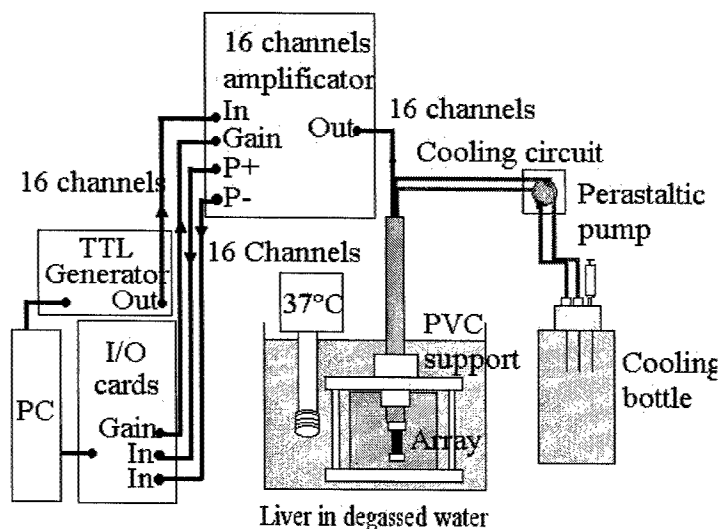 16 channels
amplificator
In
Gain
P+
P-
Out
16 channels
Cooling circuit
Perastaltic
pump
16 channels
TTL
Generator
Out
16 Channels
37°C
PVC
support
I/O
cards
PC
Gain
In
In
Array
Cooling
bottle
Liver in degassed water